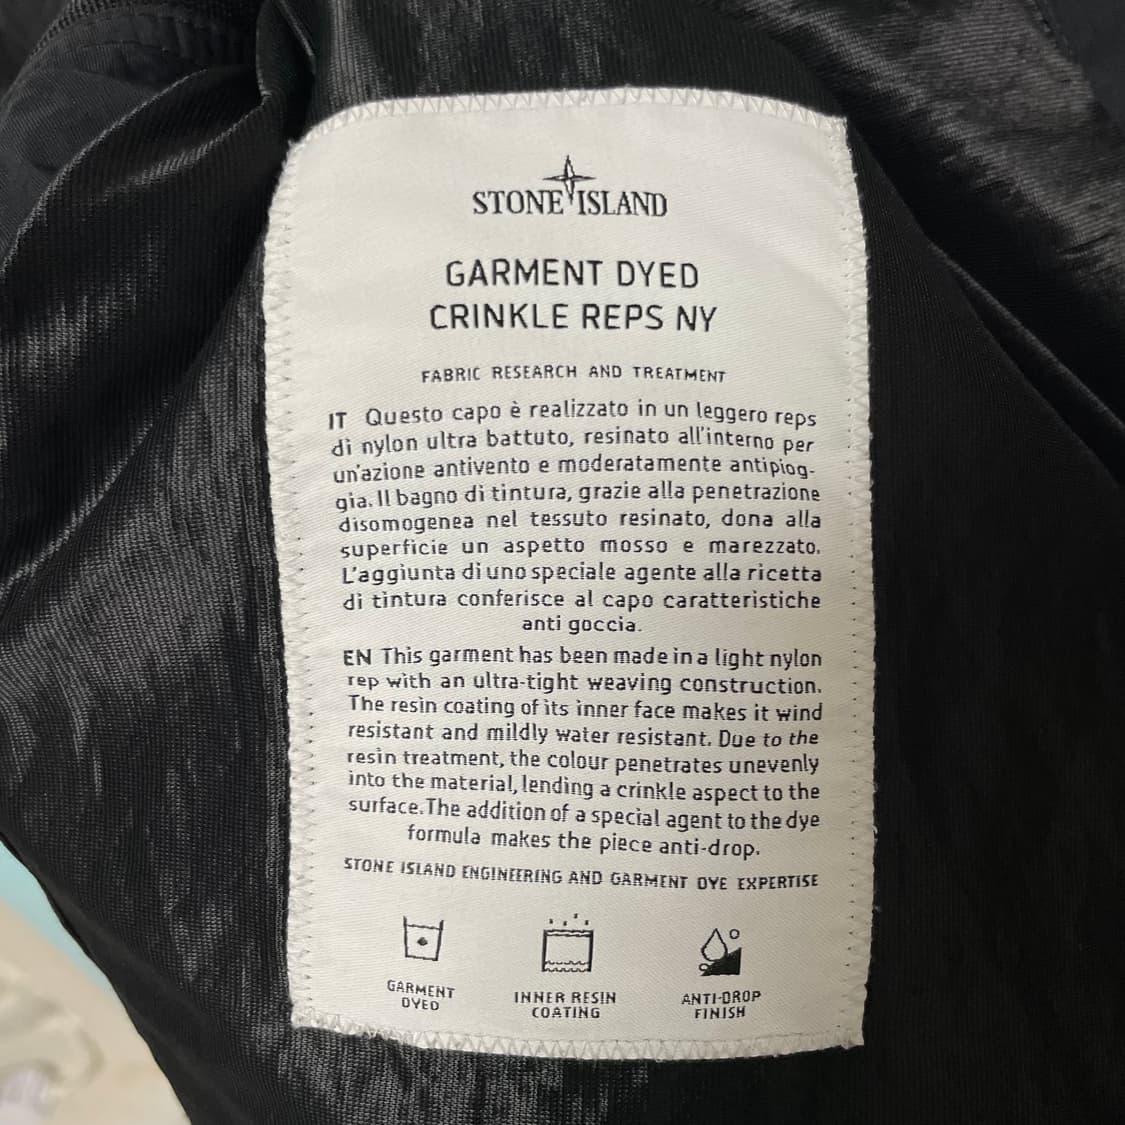 STONE ISLAND
GARMENT DYED
CRINKLE REPS NY
FABRIC RESEARCH AND TREATMENT
IT Questo capo è realizzato in un leggero reps
di nylon ultra battuto, resinato all'interno per
un'azione antivento e moderatamente antipiog-
gia. Il bagno di tintura, grazie alla penetrazione
disomogenea nel tessuto resinato, dona alla
superficie un aspetto mosso e marezzato.
L'aggiunta di uno speciale agente alla ricetta
di tintura conferisce al capo caratteristiche
anti goccia.
EN This garment has been made in a light nylon
rep with an ultra-tight weaving construction.
The resin coating of its inner face makes it wind
resistant and mildly water resistant. Due to the
resin treatment, the colour penetrates unevenly
into the material, lending a crinkle aspect to the
surface. The addition of a special agent to the dye
formula makes the piece anti-drop.
STONE ISLAND ENGINEERING AND GARMENT DYE EXPERTISE
GARMENT
DYED
INNER RESIN
COATING
ANTI-DROP
FINISH